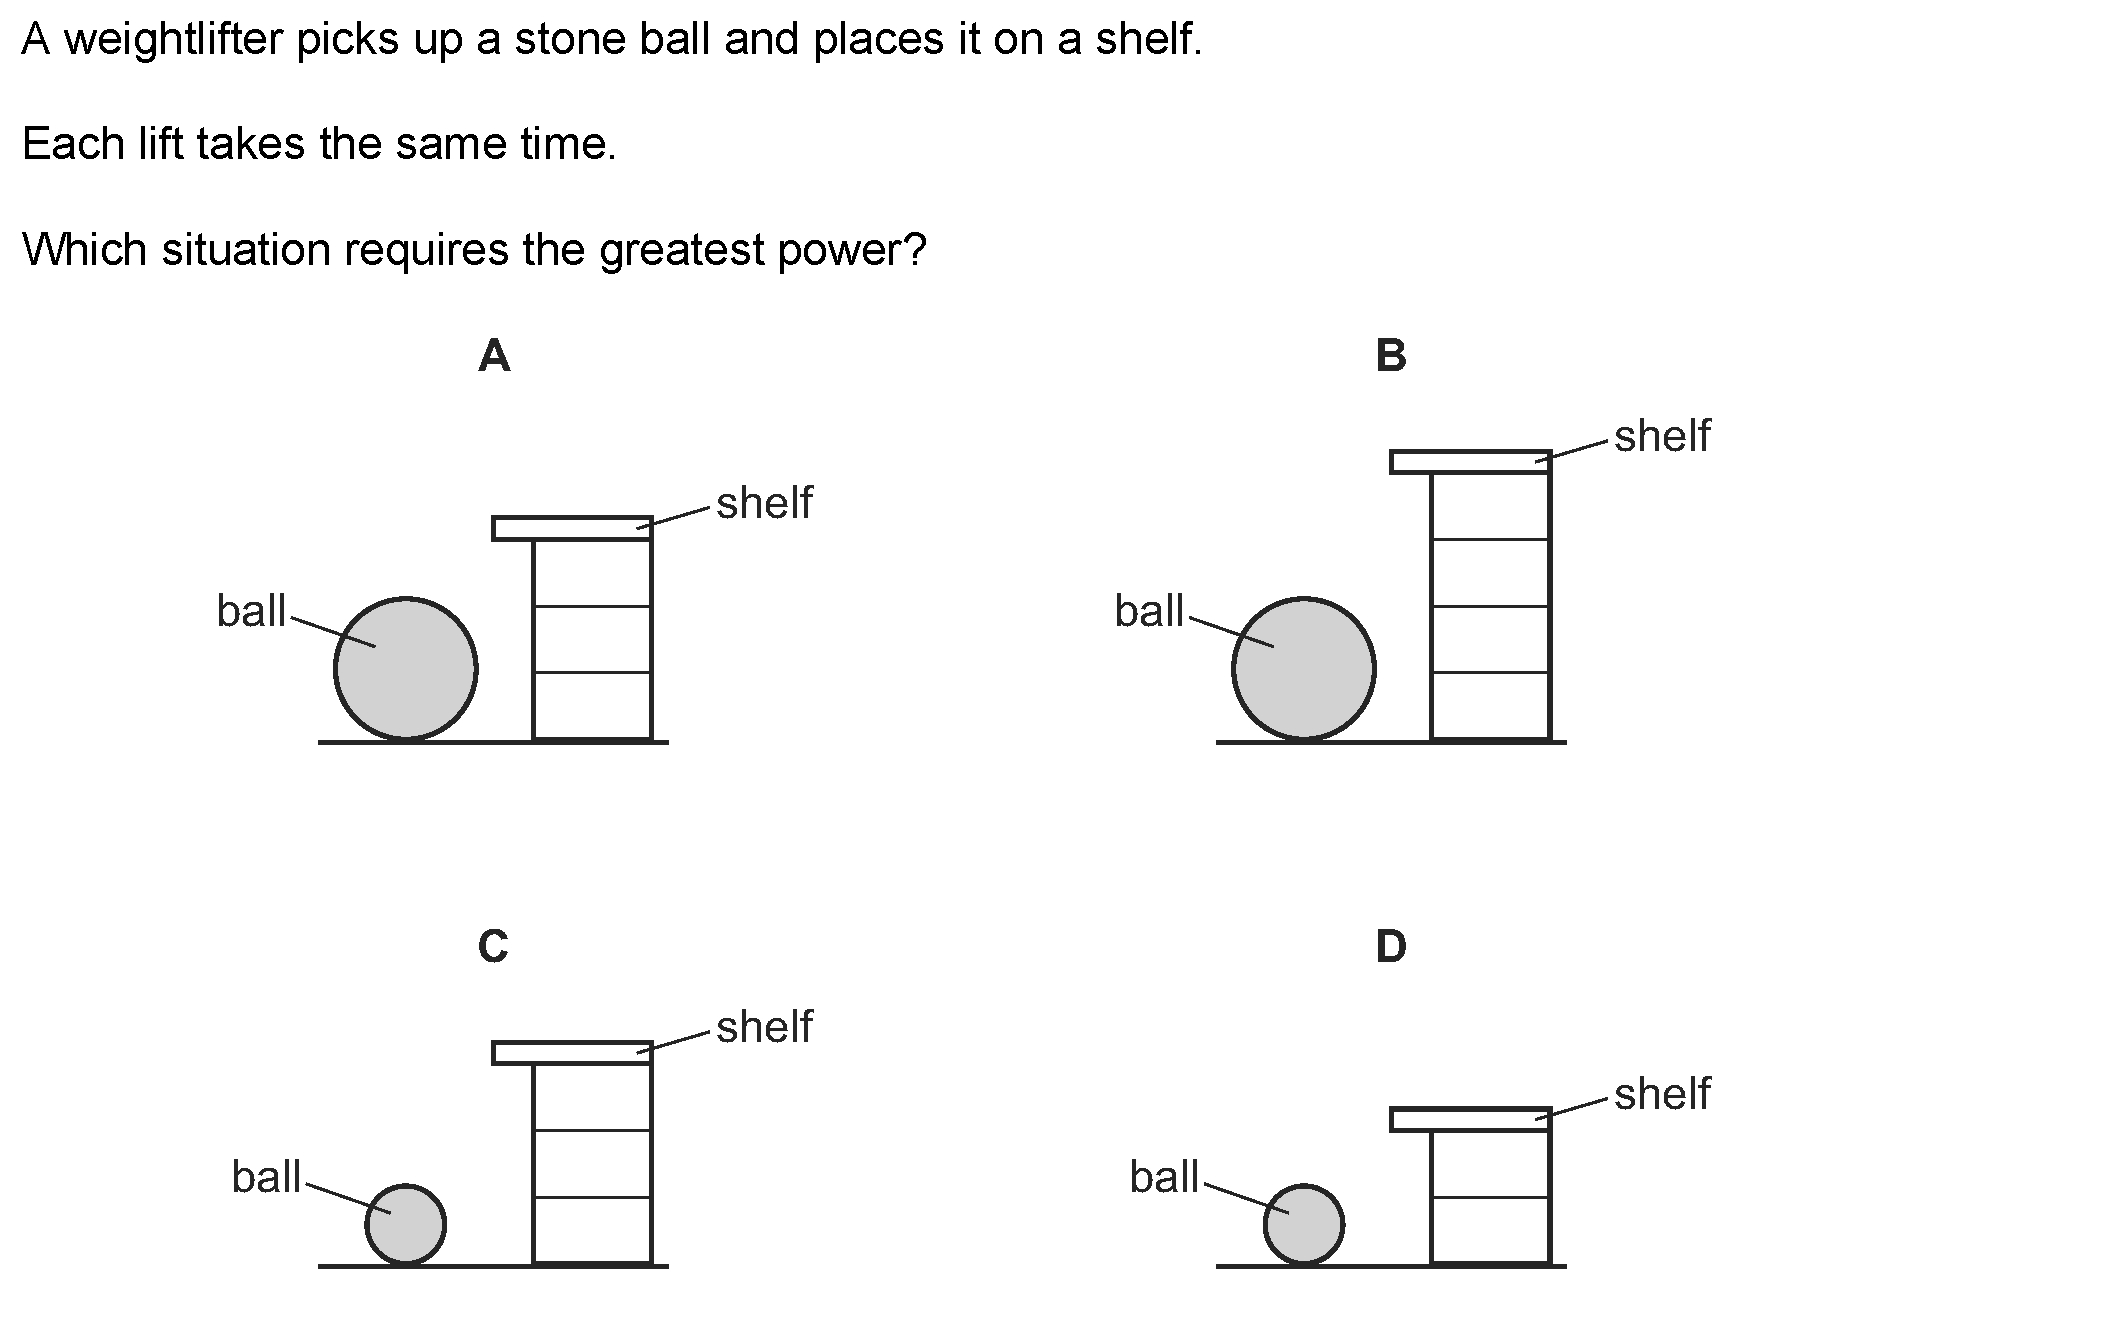 A weightlifter picks up a stone ball and places it on a shelf.
Each lift takes the same time.
Which situation requires the greatest power?
A
shelf
ball
B
shelf
ball
C
shelf
ball
D
shelf
ball